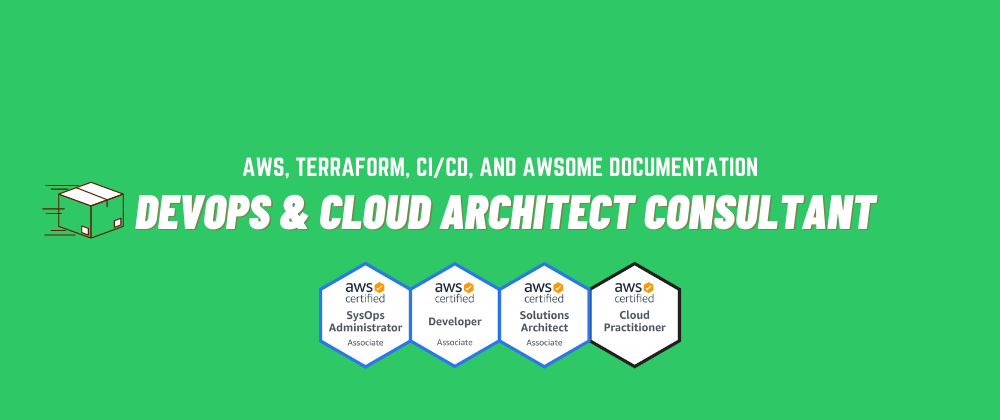 AWS, TERRAFORM, CI/CD, AND AWSOME DOCUMENTATION
DEVOPS & CLOUD ARCHITECT CONSULTANT
aws
certified
SysOps
Administrator
Associate
aws
certified
Developer
Associate
aws
certified
Solutions
Architect
Associate
aws
certified
Cloud
Practitioner